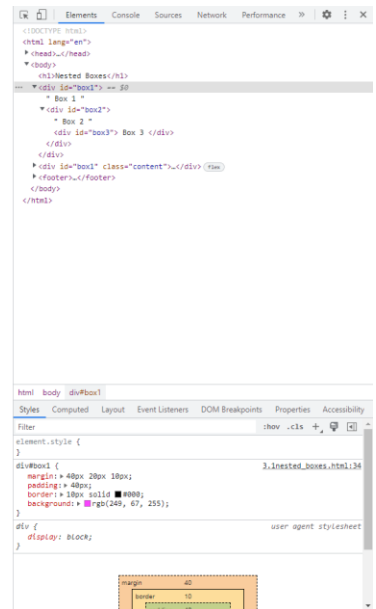 Elements Console Sources Network Performance »
<!DOCTYPE html>
<html lang="en">
<head>…</head>
<body>
<h1>Nested Boxes</h1>
<div id="box1"> == $0
" Box 1 "
<div id="box2">
" Box 2 "
<div id="box3"> Box 3 </div>
</div>
</div>
<div id="box1" class="content">…</div> flex
<footer>…</footer>
</body>
</html>
html body div#box1
Styles Computed Layout Event Listeners DOM Breakpoints Properties Accessibility
Filter :hov .cls +
element.style {
}
div#box1 { 3.1nested_boxes.html:34
margin: 40px 20px 10px;
padding: 40px;
border: 10px solid #000;
background: rgb(249, 67, 255);
}
div { user agent stylesheet
display: block;
}
margin 40
border 10